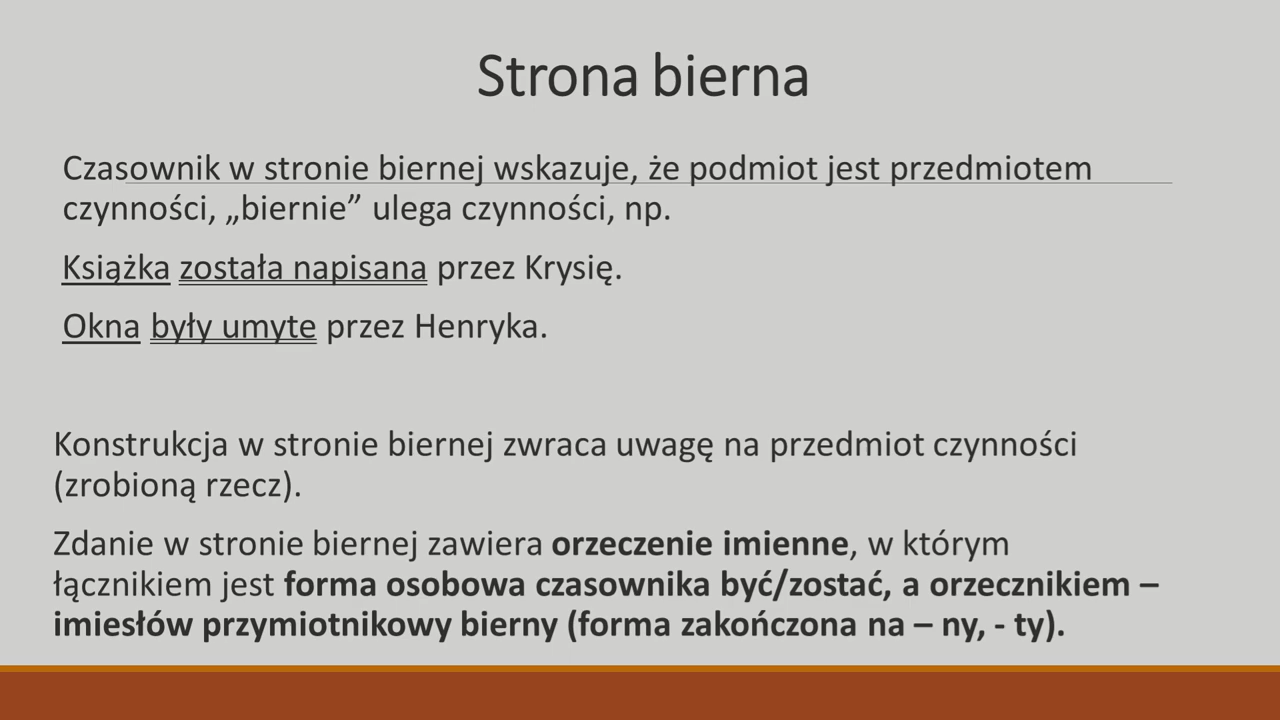 Strona bierna
Czasownik w stronie biernej wskazuje, że podmiot jest przedmiotem
czynności, „biernie” ulega czynności, np.
Książka została napisana przez Krysię.
Okna były umyte przez Henryka.
Konstrukcja w stronie biernej zwraca uwagę na przedmiot czynności
(zrobioną rzecz).
Zdanie w stronie biernej zawiera orzeczenie imienne, w którym
łącznikiem jest forma osobowa czasownika być/zostać, a orzecznikiem –
imiesłów przymiotnikowy bierny (forma zakończona na – ny, - ty).